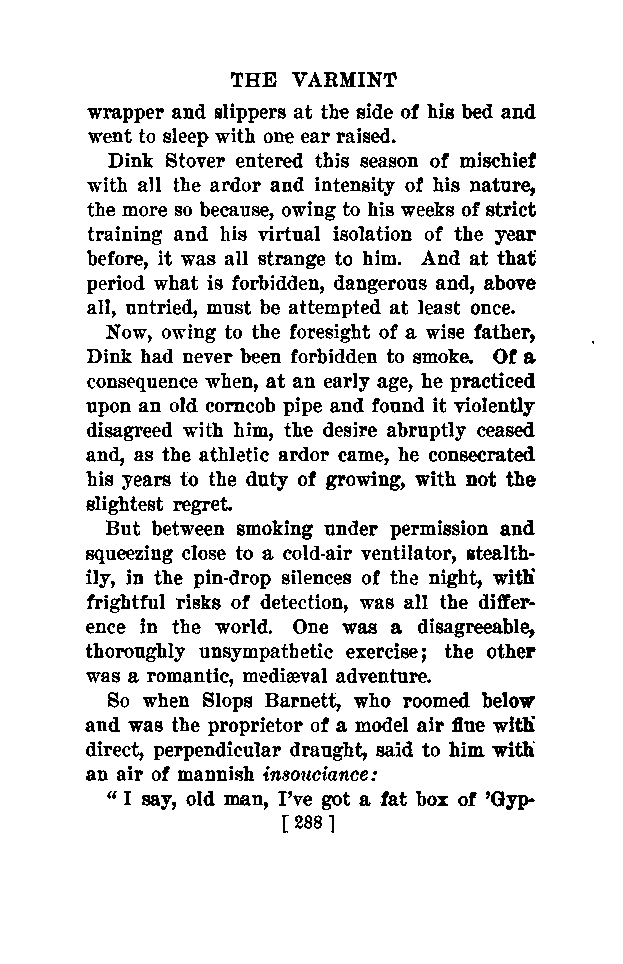 THE VARMINT
wrapper and slippers at the side of his bed and
went to sleep with one ear raised.
Dink Stover entered this season of mischief
with all the ardor and intensity of his nature,
the more so because, owing to his weeks of strict
training and his virtual isolation of the year
before, it was all strange to him. And at that
period what is forbidden, dangerous and, above
all, untried, must be attempted at least once.
Now, owing to the foresight of a wise father,
Dink had never been forbidden to smoke. Of a
consequence when, at an early age, he practiced
upon an old corncob pipe and found it violently
disagreed with him, the desire abruptly ceased
and, as the athletic ardor came, he consecrated
his years to the duty of growing, with not the
slightest regret.
But between smoking under permission and
squeezing close to a cold-air ventilator, stealth-
ily, in the pin-drop silences of the night, with
frightful risks of detection, was all the differ-
ence in the world. One was a disagreeable,
thoroughly unsympathetic exercise; the other
was a romantic, mediæval adventure.
So when Slops Barnett, who roomed below
and was the proprietor of a model air flue with
direct, perpendicular draught, said to him with
an air of mannish insouciance:
"I say, old man, I've got a fat box of 'Gyp-
[ 288 ]